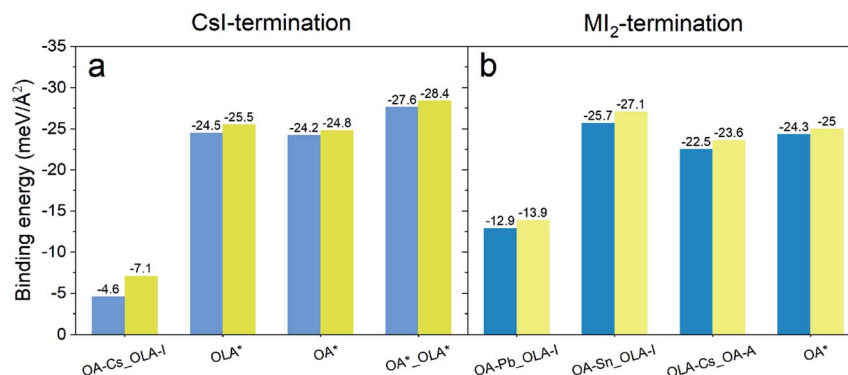 CsI-termination
MI₂-termination
Binding energy (meV/Å²)
-35
-30
-25
-20
-15
-10
-5
0
a
-4.6
-7.1
-24.5
-25.5
-24.2
-24.8
-27.6
-28.4
OA-Cs_OLA-I
OLA*
OA*
OA*_OLA*
b
-12.9
-13.9
-25.7
-27.1
-22.5
-23.6
-24.3
-25
OA-Pb_OLA-I
OA-Sn_OLA-I
OLA-Cs_OA-A
OA*